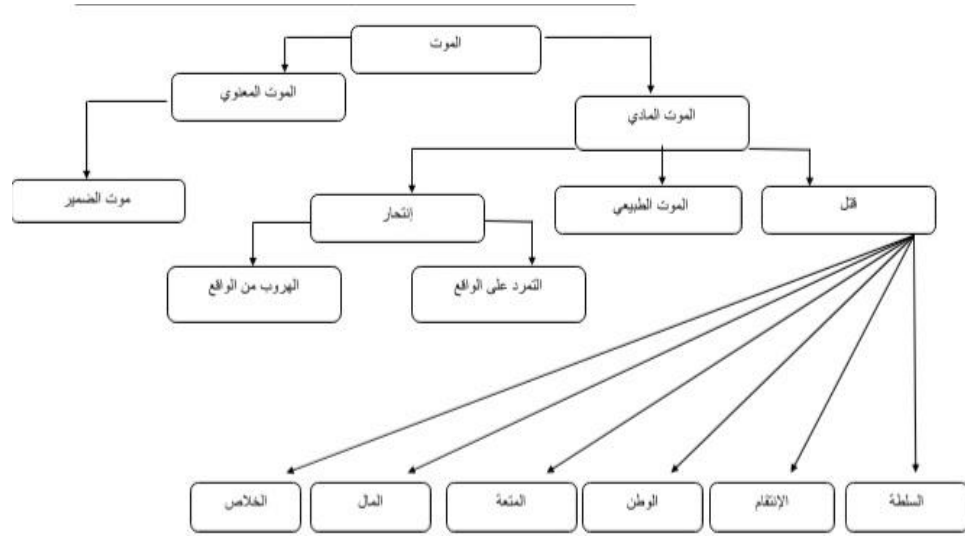 الموت
الموت المعنوي
الموت المادي
موت الضمير
إنتحار
الموت الطبيعي
قتل
الهروب من الواقع
التمرد على الواقع
السلطة
الإنتقام
الوطن
المتعة
المال
الخلاص